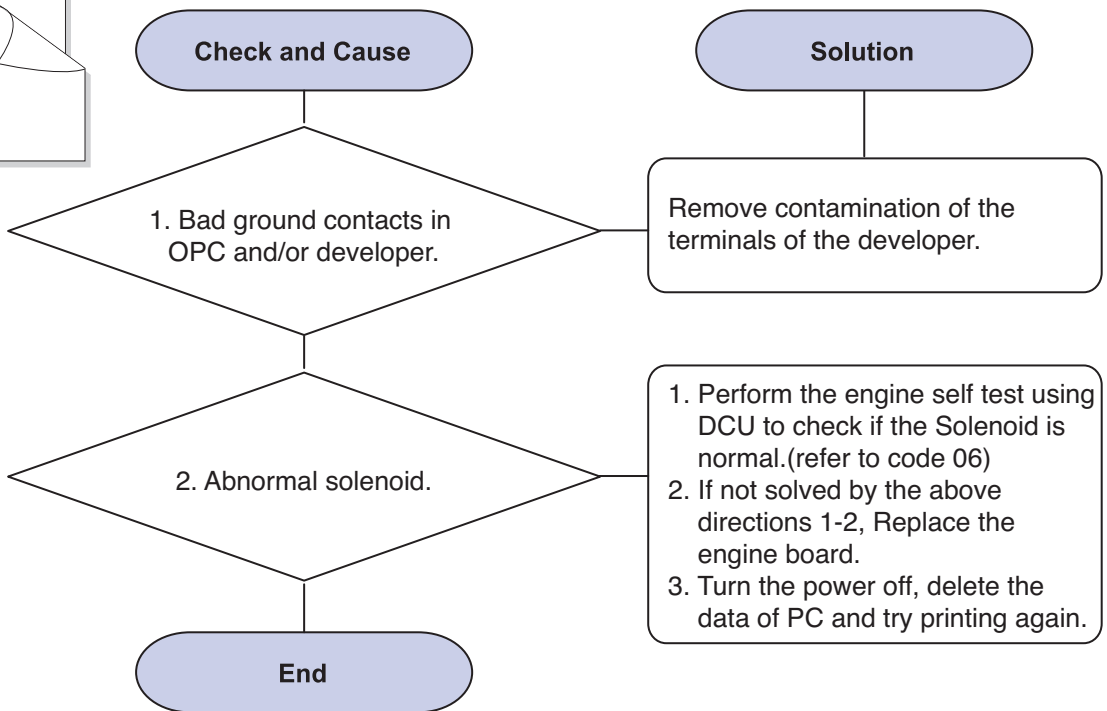 Check and Cause
Solution
1. Bad ground contacts in
OPC and/or developer.
Remove contamination of the
terminals of the developer.
2. Abnormal solenoid.
1. Perform the engine self test using
DCU to check if the Solenoid is
normal.(refer to code 06)
2. If not solved by the above
directions 1-2, Replace the
engine board.
3. Turn the power off, delete the
data of PC and try printing again.
End